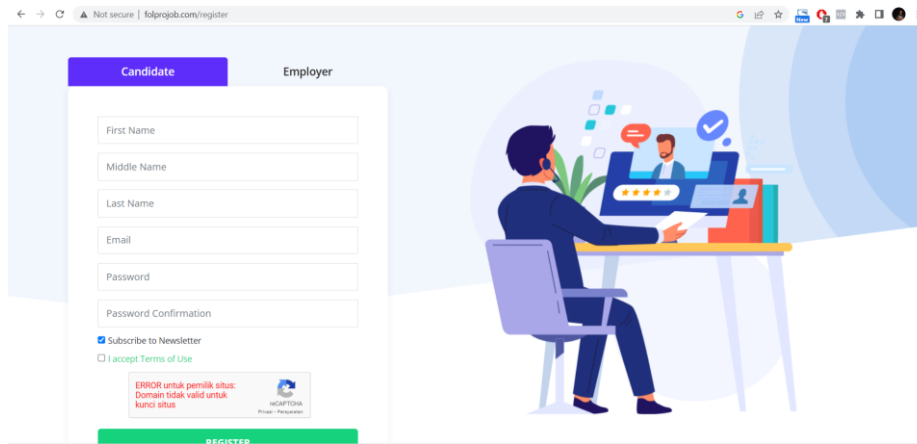 Not secure | folprojob.com/register
New
Candidate
Employer
First Name
Middle Name
Last Name
Email
Password
Password Confirmation
Subscribe to Newsletter
I accept Terms of Use
ERROR untuk pemilik situs:
Domain tidak valid untuk
kunci situs
reCAPTCHA
Privasi - Persyaratan
REGISTER